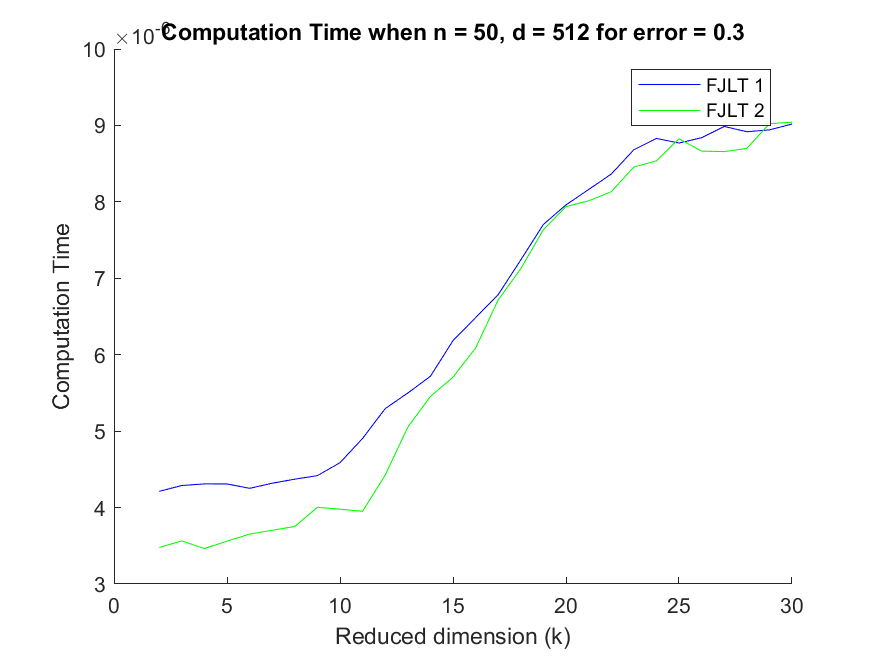 Computation Time when n = 50, d = 512 for error = 0.3
×10
10
9
8
7
6
5
4
3
Computation Time
FJLT 1
FJLT 2
0 5 10 15 20 25 30
Reduced dimension (k)